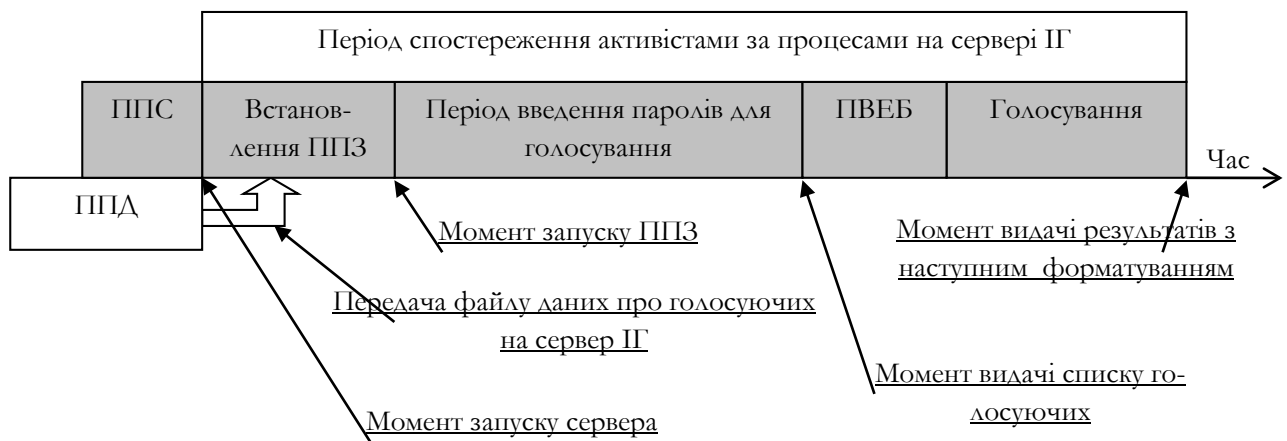 Період спостереження активістами за процесами на сервері ІГ
ППС
Встанов-
лення ППЗ
Період введення паролів для
голосування
ПВЕБ
Голосування
Час
ППД
Момент запуску ППЗ
Момент видачі результатів з
наступним форматуванням
Передача файлу даних про голосуючих
на сервер ІГ
Момент видачі списку го-
лосуючих
Момент запуску сервера